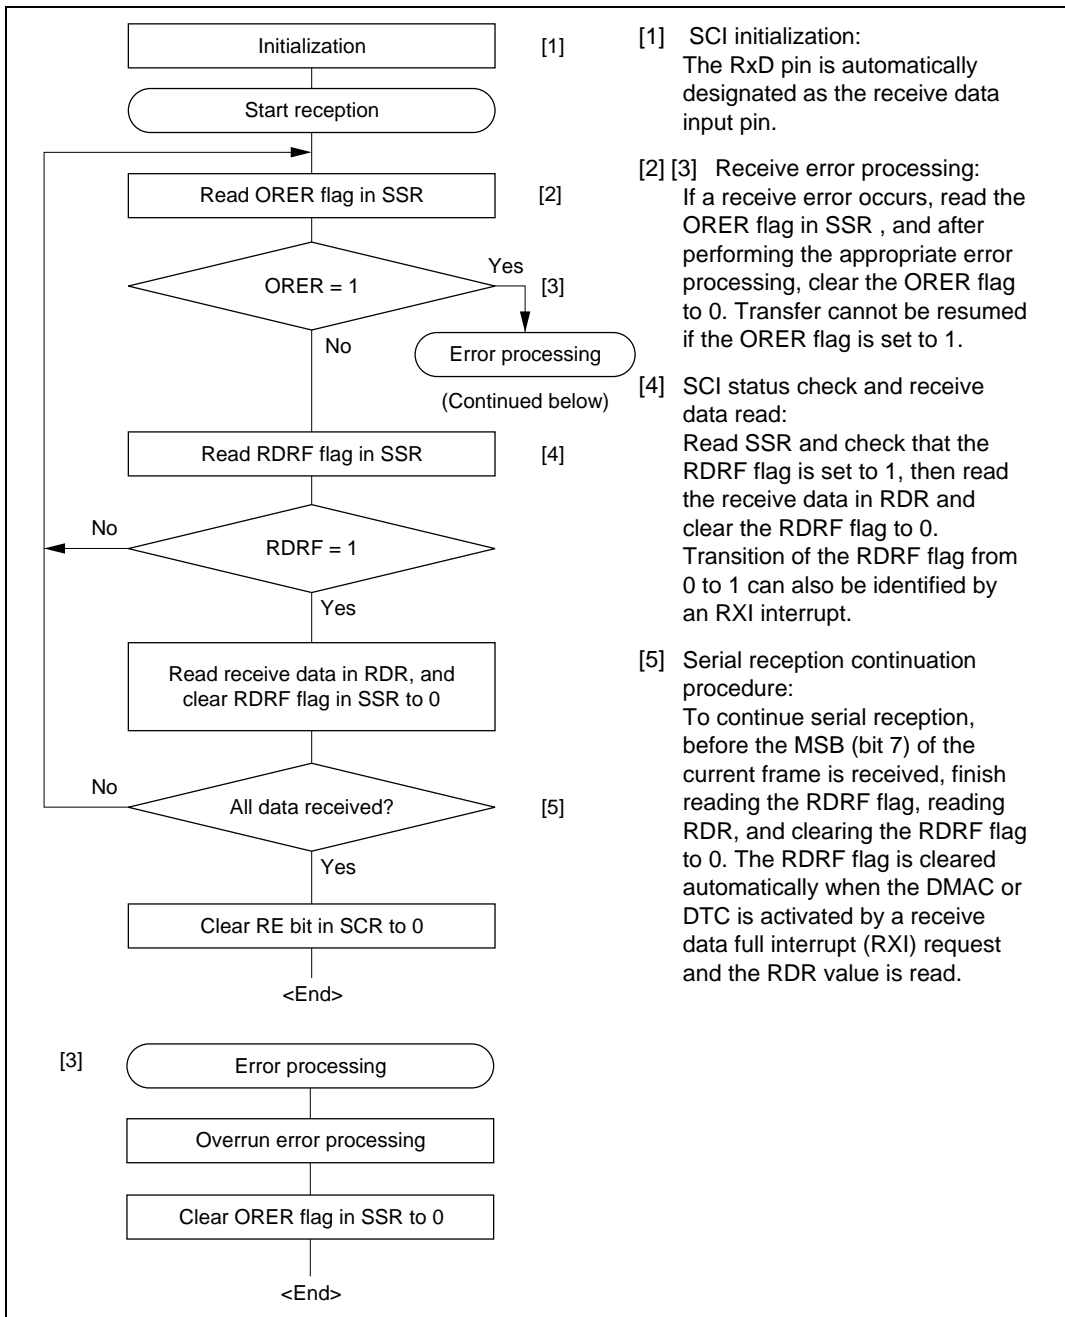 Initialization
[1]
Start reception
Read ORER flag in SSR
[2]
Yes
ORER = 1
[3]
No
Error processing
(Continued below)
Read RDRF flag in SSR
[4]
No
RDRF = 1
Yes
Read receive data in RDR, and
clear RDRF flag in SSR to 0
No
All data received?
[5]
Yes
Clear RE bit in SCR to 0
<End>
[3]
Error processing
Overrun error processing
Clear ORER flag in SSR to 0
<End>
[1] SCI initialization:
The RxD pin is automatically
designated as the receive data
input pin.
[2] [3] Receive error processing:
If a receive error occurs, read the
ORER flag in SSR , and after
performing the appropriate error
processing, clear the ORER flag
to 0. Transfer cannot be resumed
if the ORER flag is set to 1.
[4] SCI status check and receive
data read:
Read SSR and check that the
RDRF flag is set to 1, then read
the receive data in RDR and
clear the RDRF flag to 0.
Transition of the RDRF flag from
0 to 1 can also be identified by
an RXI interrupt.
[5] Serial reception continuation
procedure:
To continue serial reception,
before the MSB (bit 7) of the
current frame is received, finish
reading the RDRF flag, reading
RDR, and clearing the RDRF flag
to 0. The RDRF flag is cleared
automatically when the DMAC or
DTC is activated by a receive
data full interrupt (RXI) request
and the RDR value is read.